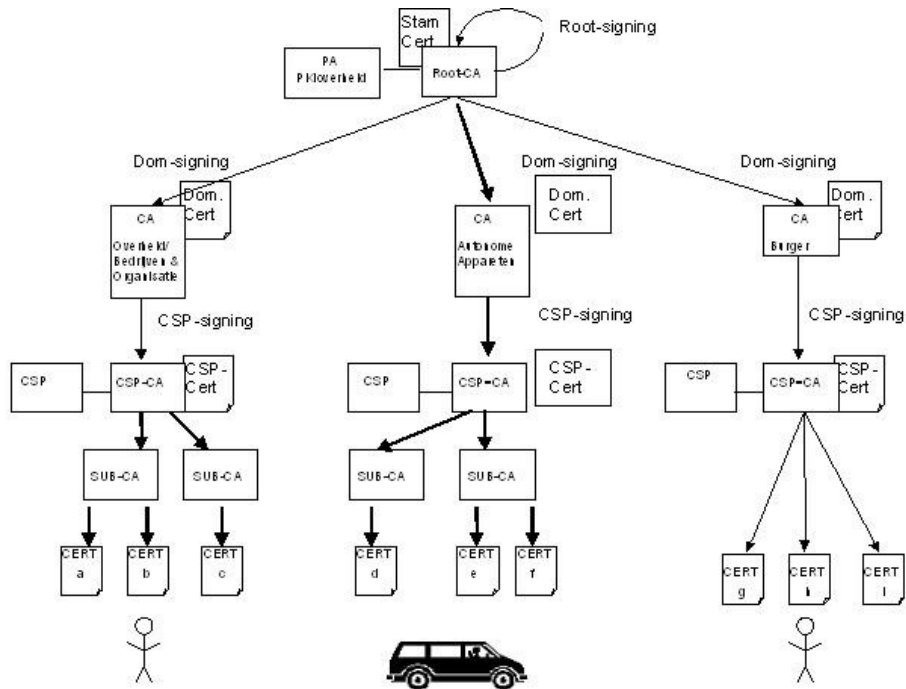 Stam
Cert
Root-signing
PA
PKIoverheid
Root-CA
Dom-signing
Dom-signing
Dom-signing
Dom.
Cert
Dom.
Cert
Dom.
Cert
CA
Overheid/
Bedrijven &
Organisatie
CA
Autonome
Apparaten
CA
Burger
CSP-signing
CSP-signing
CSP-signing
CSP
CSP-CA
CSP-
Cert
CSP
CSP-CA
CSP-
Cert
CSP
CSP-CA
CSP-
Cert
SUB-CA
SUB-CA
SUB-CA
SUB-CA
CERT
a
CERT
b
CERT
c
CERT
d
CERT
e
CERT
f
CERT
g
CERT
h
CERT
i